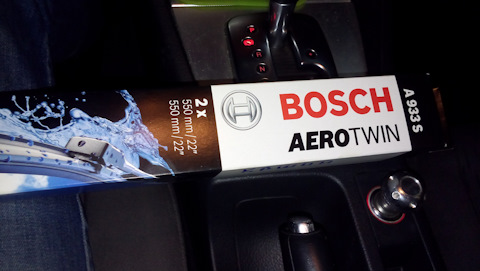 2 x
550 mm / 22"
550 mm / 22"
BOSCH
AEROTWIN
A 933 S